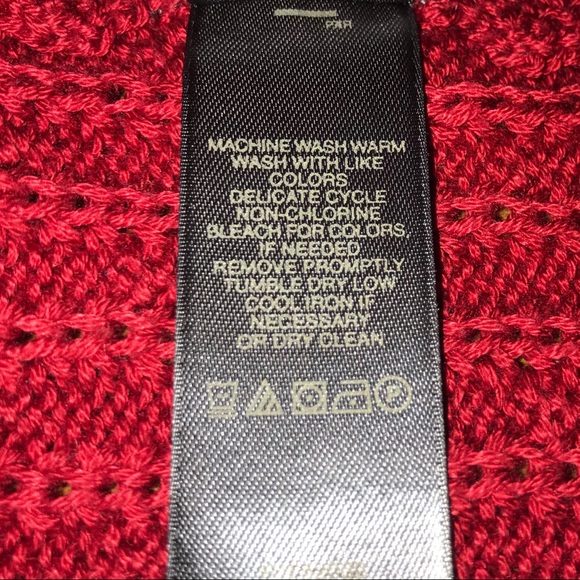 MACHINE WASH WARM
WASH WITH LIKE
COLORS
DELICATE CYCLE
NON-CHLORINE
BLEACH FOR COLORS
IF NEEDED
REMOVE PROMPTLY
TUMBLE DRY LOW
COOL IRON IF
NECESSARY
OR DRY CLEAN
P